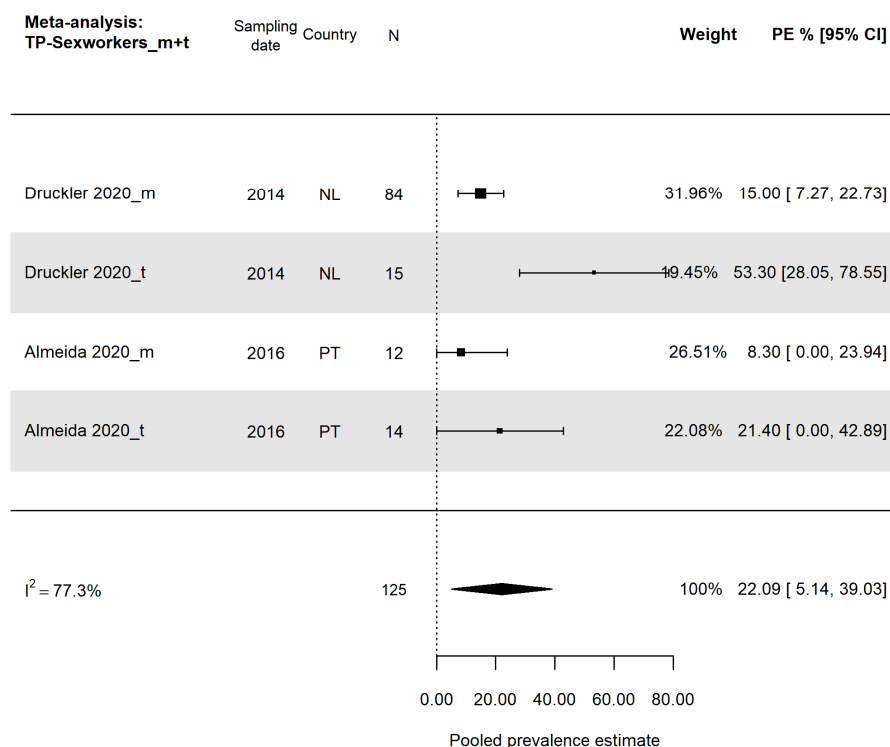 Meta-analysis:
TP-Sexworkers_m+t
Sampling date Country N Weight PE % [95% CI]
Druckler 2020_m 2014 NL 84 31.96% 15.00 [ 7.27, 22.73]
Druckler 2020_t 2014 NL 15 19.45% 53.30 [28.05, 78.55]
Almeida 2020_m 2016 PT 12 26.51% 8.30 [ 0.00, 23.94]
Almeida 2020_t 2016 PT 14 22.08% 21.40 [ 0.00, 42.89]
I² = 77.3% 125 100% 22.09 [ 5.14, 39.03]
0.00 20.00 40.00 60.00 80.00
Pooled prevalence estimate